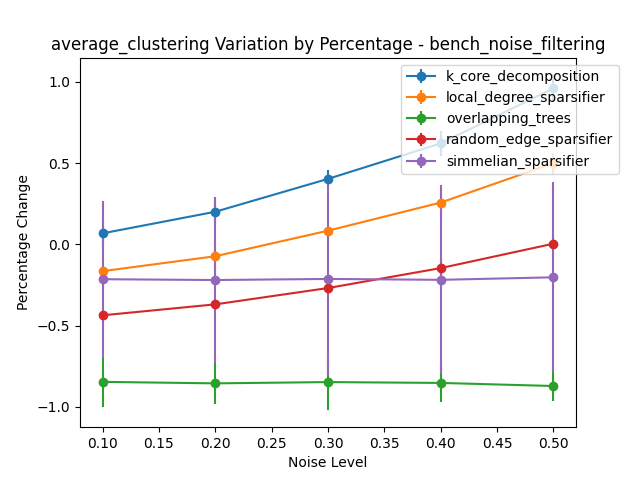 average_clustering Variation by Percentage - bench_noise_filtering
k_core_decomposition
local_degree_sparsifier
overlapping_trees
random_edge_sparsifier
simmelian_sparsifier
Percentage Change
1.0
0.5
0.0
−0.5
−1.0
0.10 0.15 0.20 0.25 0.30 0.35 0.40 0.45 0.50
Noise Level